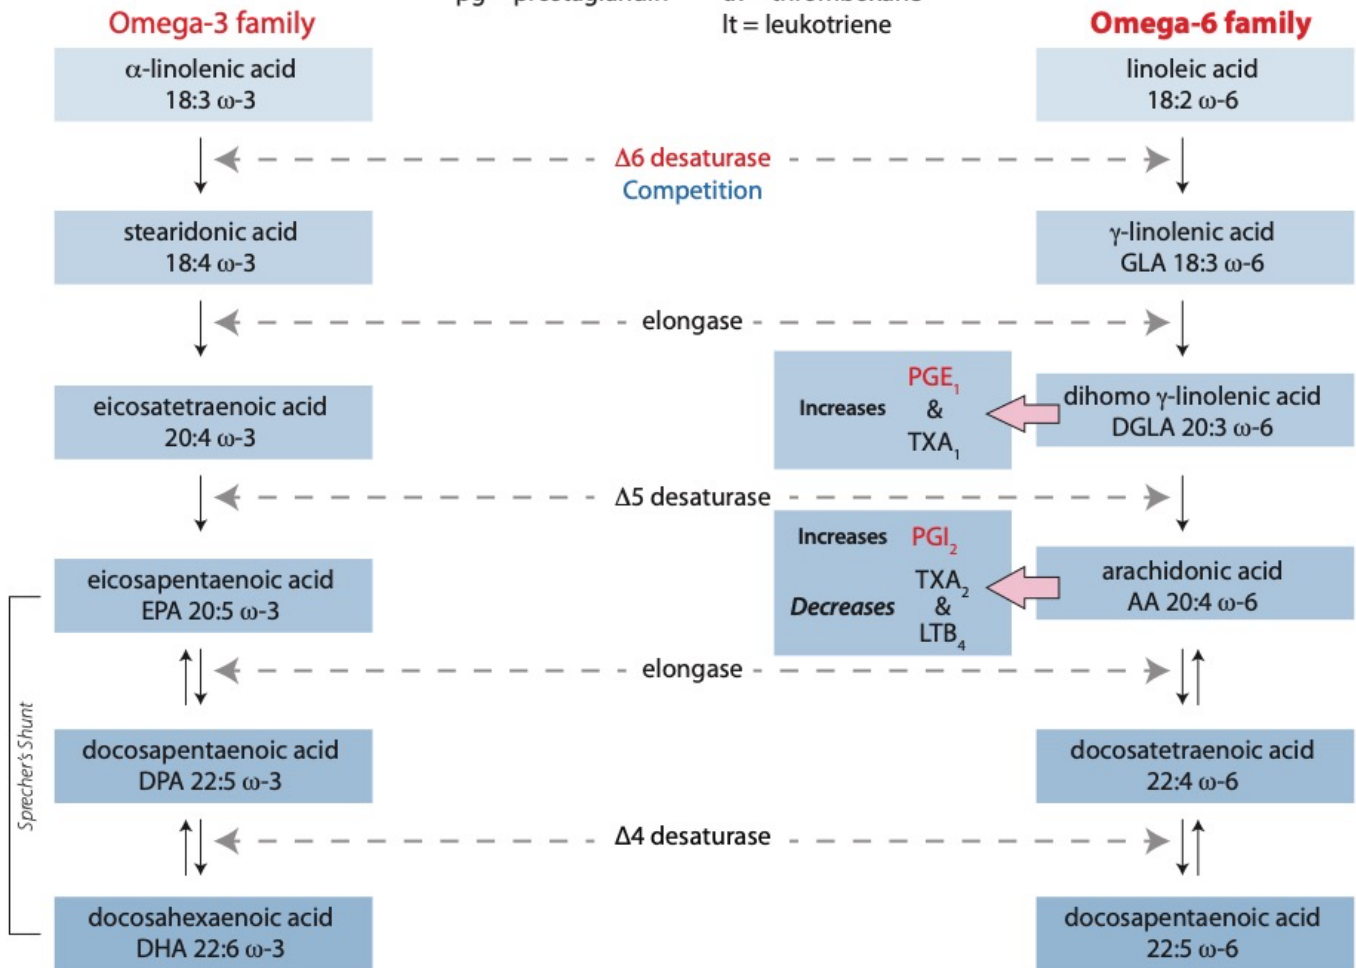 pg = prostaglandin
lt = leukotriene
Omega-3 family
Omega-6 family
α-linolenic acid
18:3 ω-3
linoleic acid
18:2 ω-6
Δ6 desaturase
Competition
stearidonic acid
18:4 ω-3
γ-linolenic acid
GLA 18:3 ω-6
elongase
eicosatetraenoic acid
20:4 ω-3
Increases
PGE₁
&
TXA₁
dihomo γ-linolenic acid
DGLA 20:3 ω-6
Δ5 desaturase
Increases PGI₂
Decreases
TXA₂
&
LTB₄
eicosapentaenoic acid
EPA 20:5 ω-3
arachidonic acid
AA 20:4 ω-6
elongase
Sprecher's Shunt
docosapentaenoic acid
DPA 22:5 ω-3
docosatetraenoic acid
22:4 ω-6
Δ4 desaturase
docosahexaenoic acid
DHA 22:6 ω-3
docosapentaenoic acid
22:5 ω-6